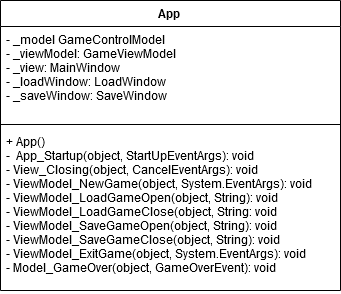 App
- _model GameControlModel
- _viewModel: GameViewModel
- _view: MainWindow
- _loadWindow: LoadWindow
- _saveWindow: SaveWindow
+ App()
- App_Startup(object, StartUpEventArgs): void
- View_Closing(object, CancelEventArgs): void
- ViewModel_NewGame(object, System.EventArgs): void
- ViewModel_LoadGameOpen(object, String): void
- ViewModel_LoadGameClose(object, String: void
- ViewModel_SaveGameOpen(object, String): void
- ViewModel_SaveGameClose(object, String): void
- ViewModel_ExitGame(object, System.EventArgs): void
- Model_GameOver(object, GameOverEvent): void